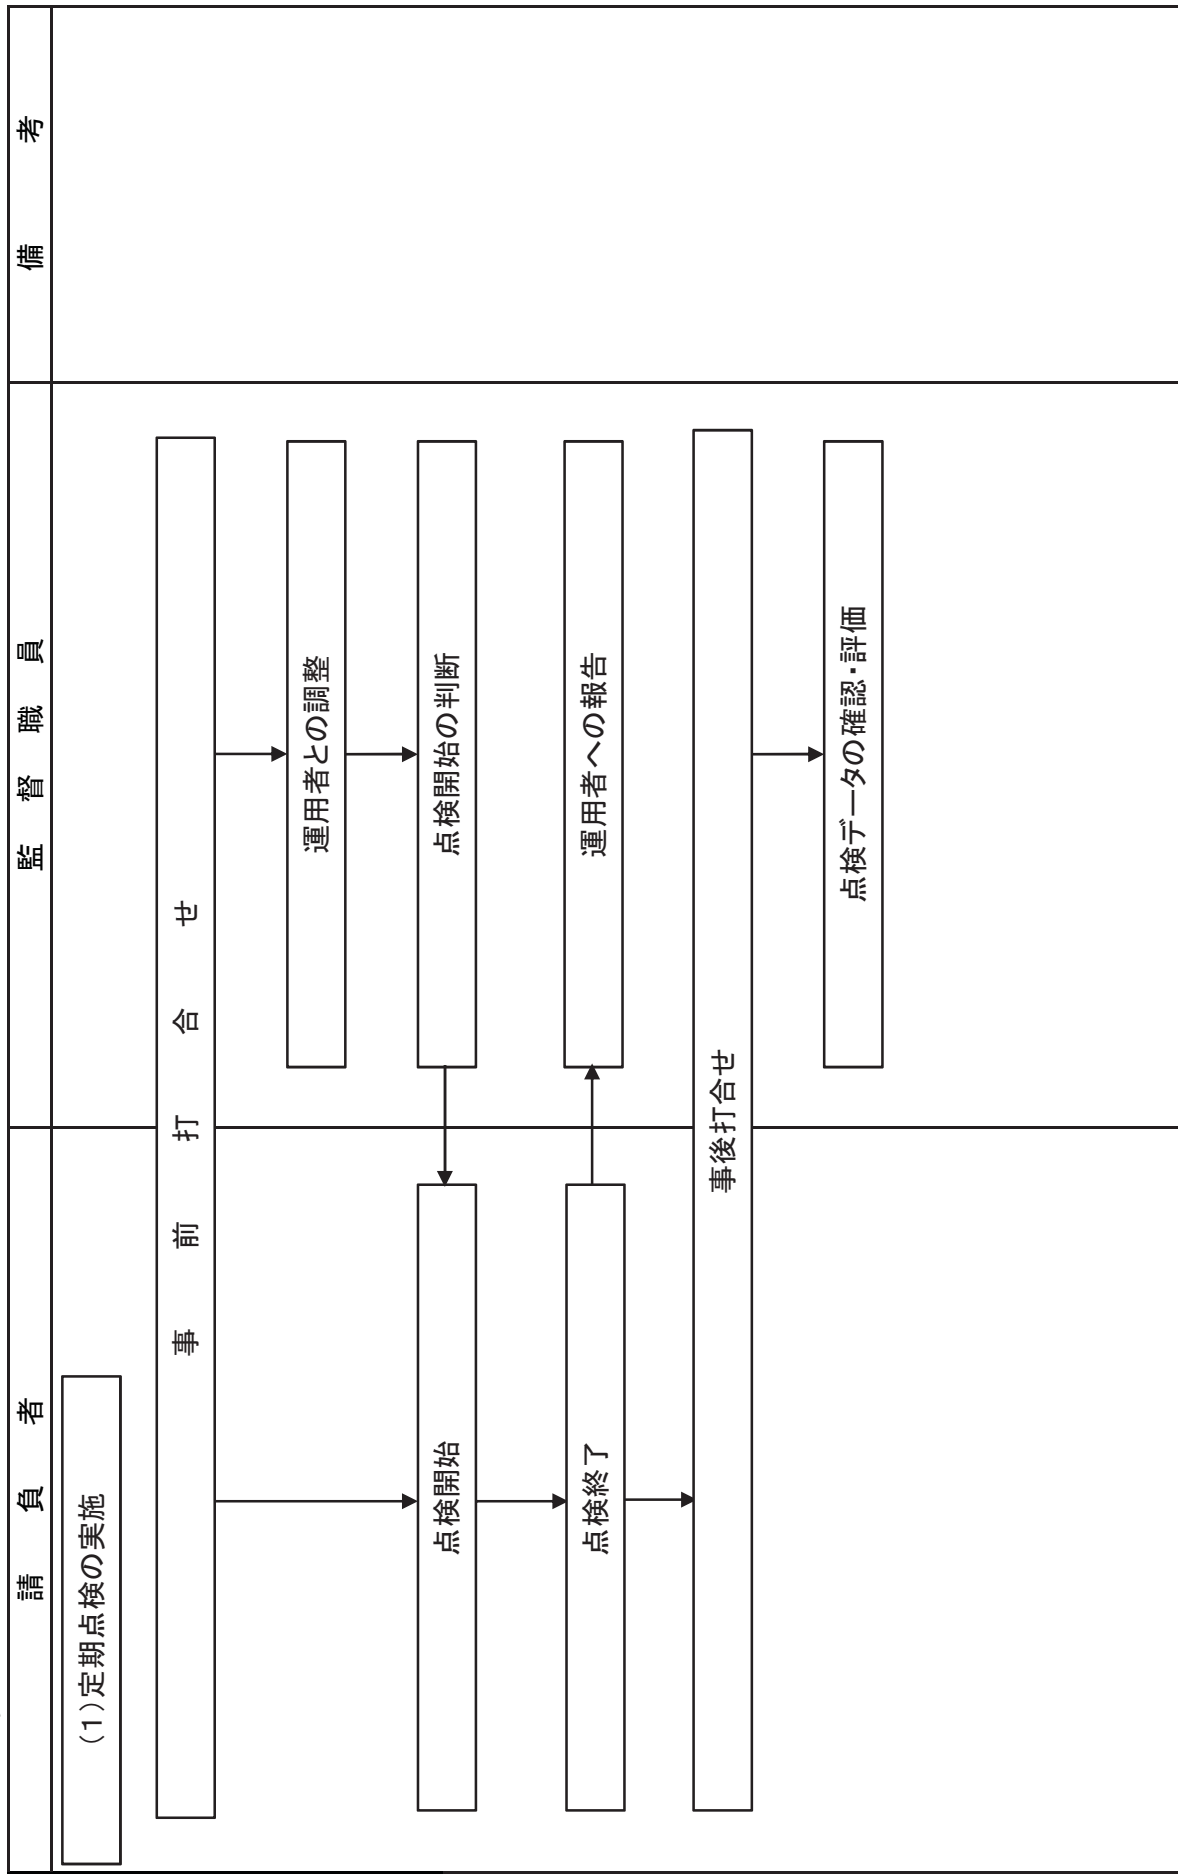 請負者
監督職員
備考
(1)定期点検の実施
事前打合せ
運用者との調整
点検開始
点検開始の判断
点検終了
運用者への報告
事後打合せ
点検データの確認・評価